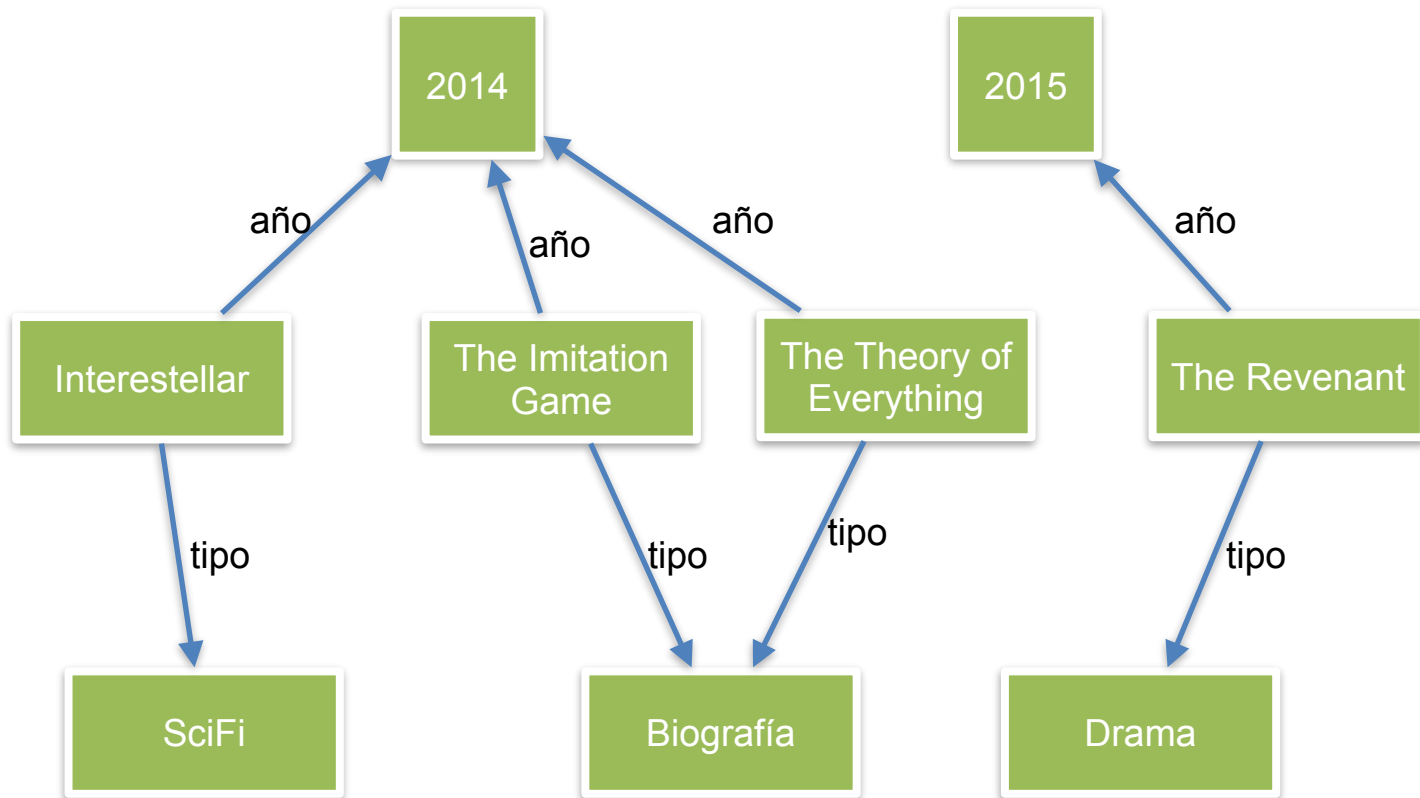 2014
2015
año
año
año
año
Interestellar
The Imitation
Game
The Theory of
Everything
The Revenant
tipo
tipo
tipo
tipo
SciFi
Biografía
Drama